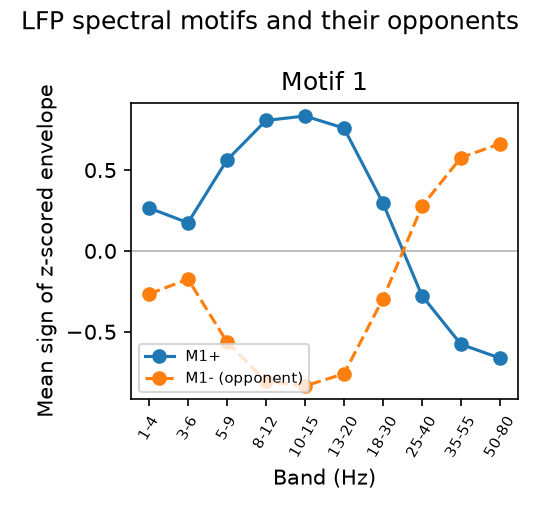 LFP spectral motifs and their opponents
Motif 1
Mean sign of z-scored envelope
0.5
0.0
−0.5
M1+
M1- (opponent)
1-4
3-6
5-9
8-12
10-15
13-20
18-30
25-40
35-55
50-80
Band (Hz)